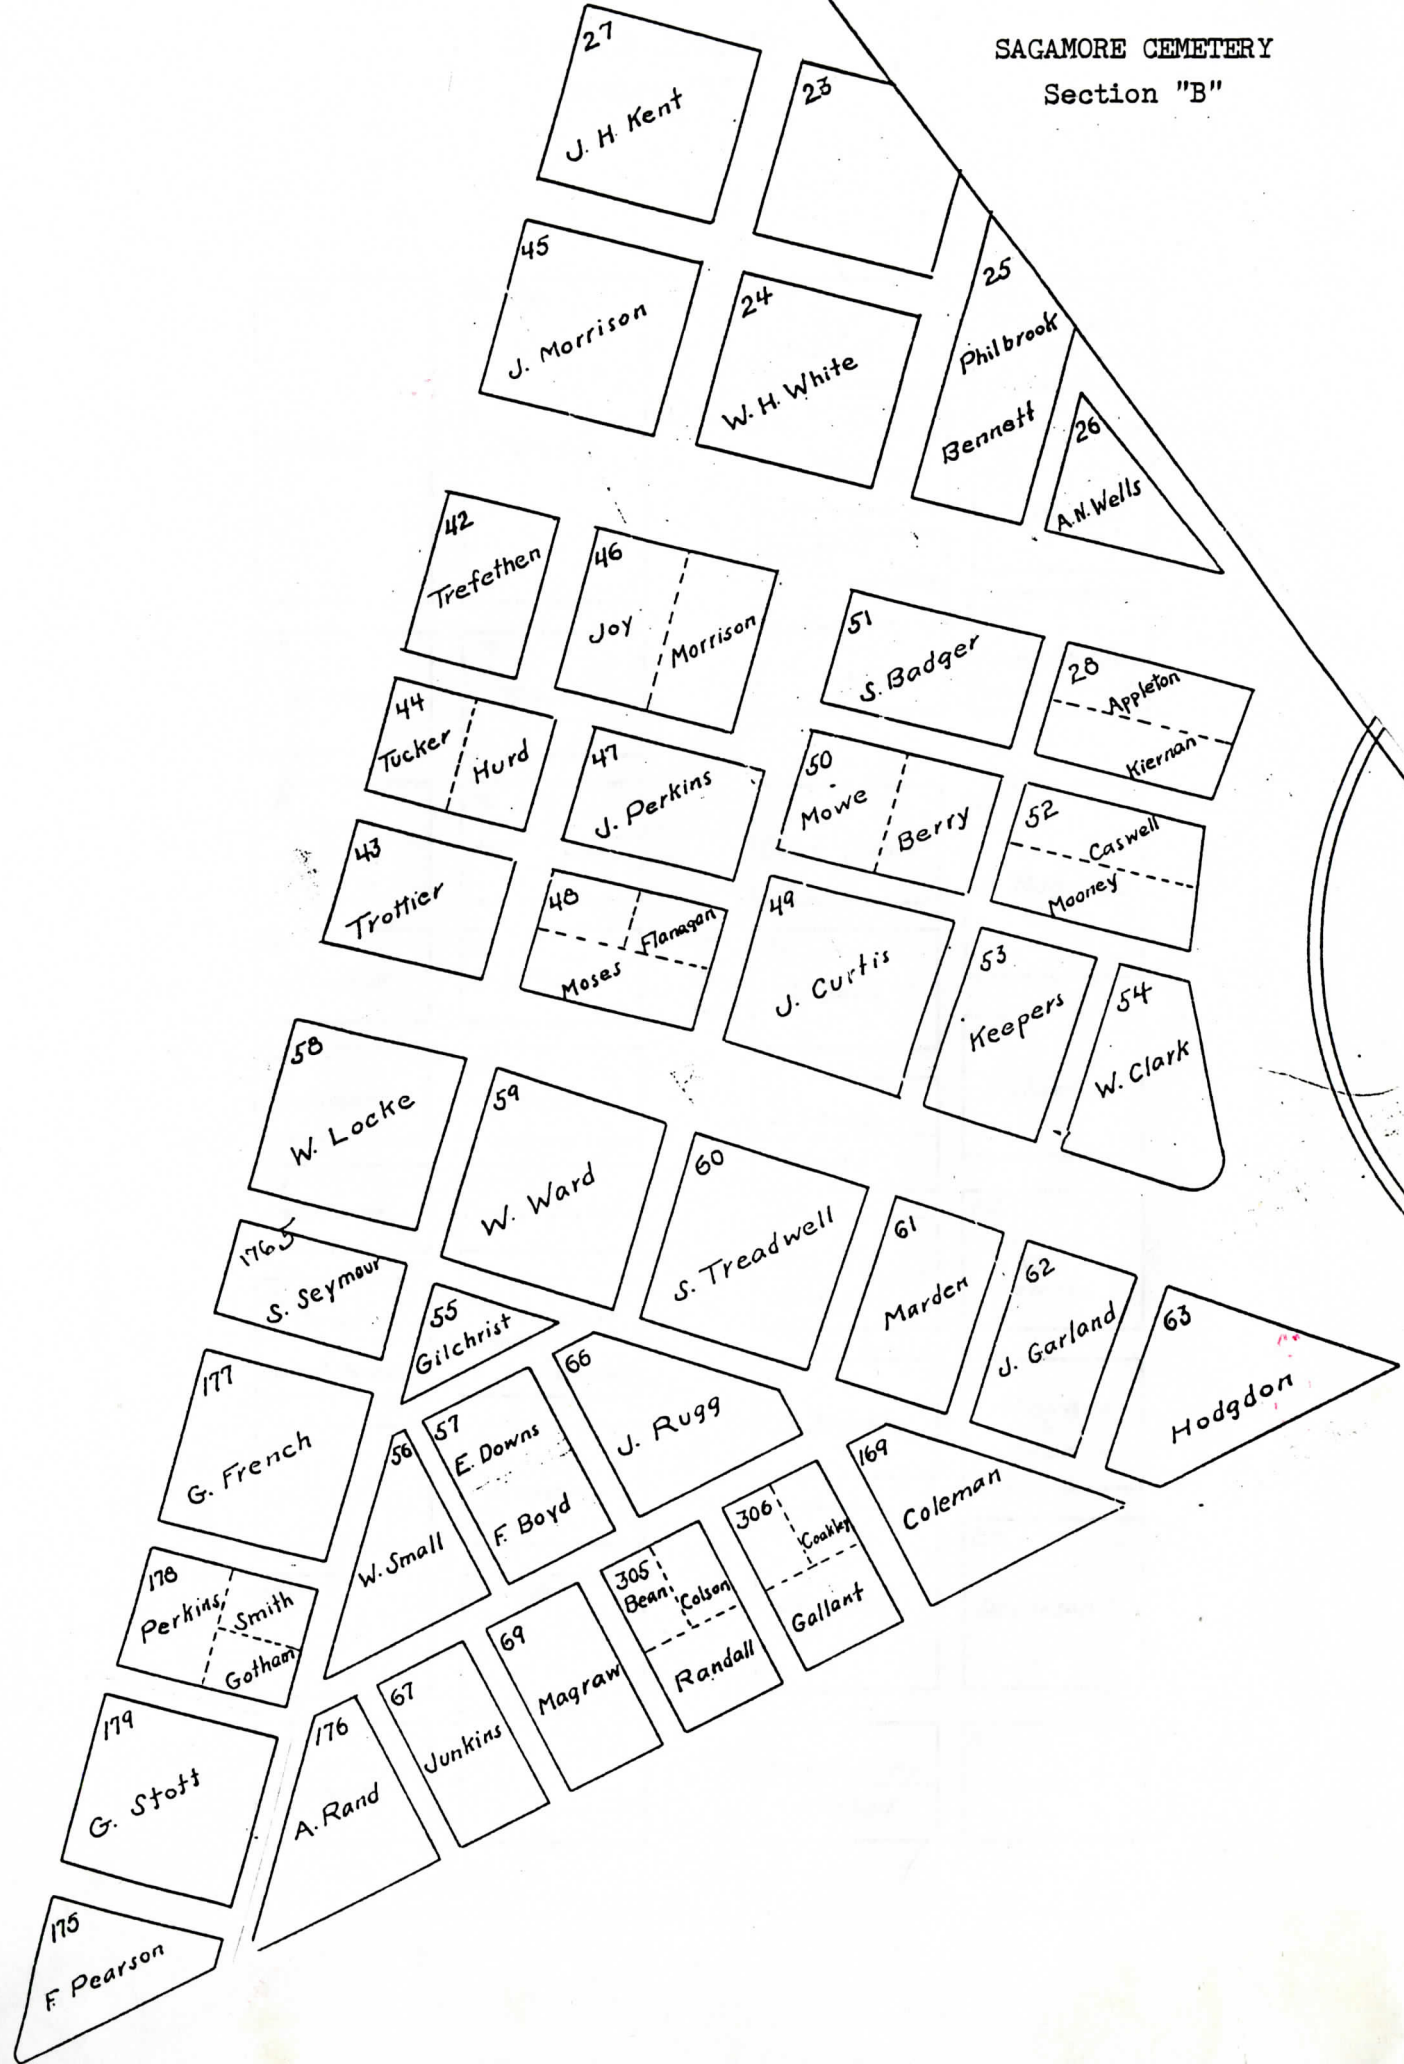 SAGAMORE CEMETERY
Section "B"
27
J. H. Kent
23
45
J. Morrison
24
W. H. White
25
Philbrook
Bennett
26
A.N. Wells
42
Trefethen
46
Joy
Morrison
51
S. Badger
28
Appleton
Kiernan
44
Tucker
Hurd
47
J. Perkins
50
Mowe
Berry
52
Caswell
Mooney
43
Trottier
48
Flanagan
Moses
49
J. Curtis
53
Keepers
54
W. Clark
58
W. Locke
59
W. Ward
60
S. Treadwell
61
Marden
62
J. Garland
63
Hodgdon
S. Seymour
55
Gilchrist
66
J. Rugg
177
G. French
56
W. Small
57
E. Downs
F. Boyd
169
Coleman
306
Coakley
Gallant
305
Bean
Colson
Randall
178
Perkins
Smith
Gotham
69
Magraw
67
Junkins
176
A. Rand
179
G. Stott
175
F. Pearson